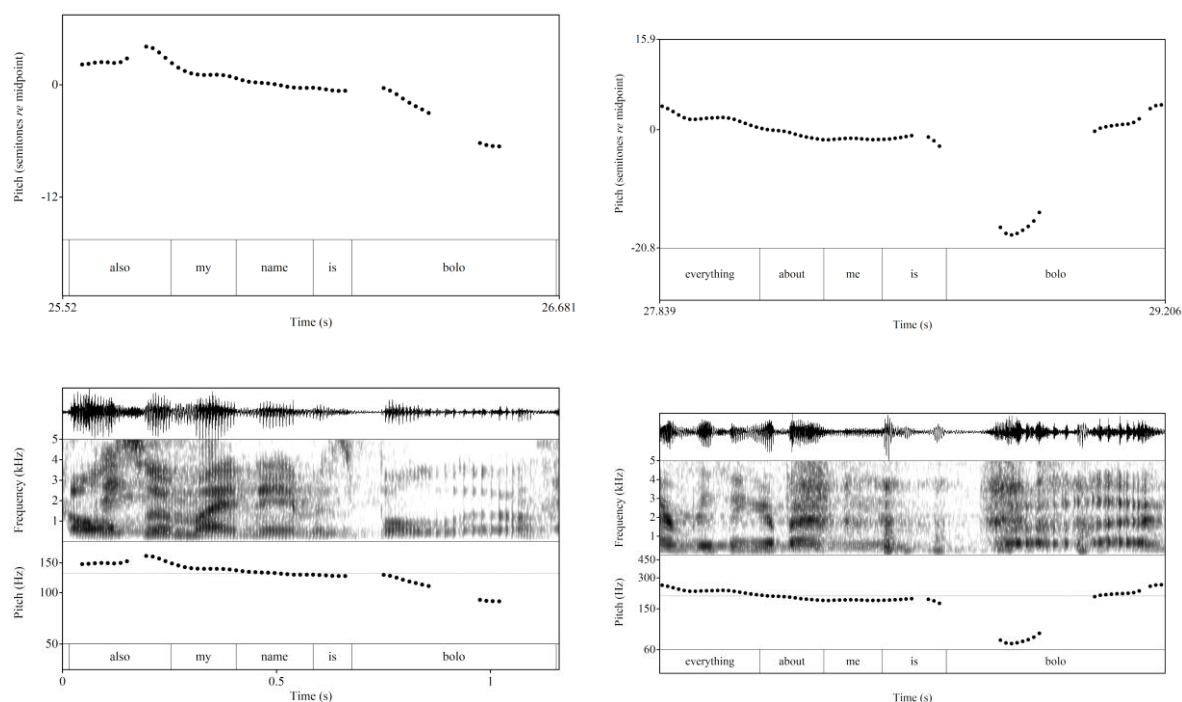 Pitch (semitones re midpoint)
0
-12
also my name is bolo
25.52 26.681
Time (s)
Pitch (semitones re midpoint)
15.9
0
-20.8
everything about me is bolo
27.839 29.206
Time (s)
Frequency (kHz)
5
4
3
2
1
Pitch (Hz)
150
100
50
also my name is bolo
0 0.5 1
Time (s)
Frequency (kHz)
5
4
3
2
1
Pitch (Hz)
450
300
150
60
everything about me is bolo
Time (s)